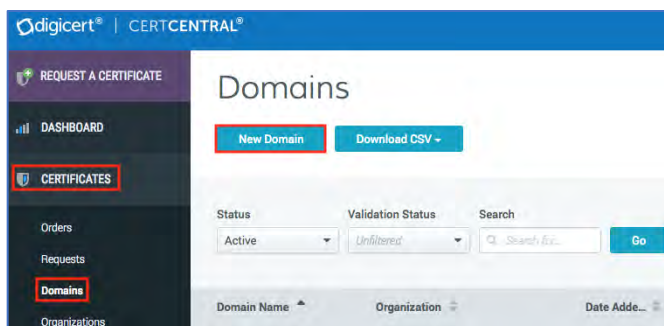 digicert® | CERTCENTRAL®
REQUEST A CERTIFICATE
DASHBOARD
CERTIFICATES
Orders
Requests
Domains
Organizations
Domains
New Domain
Download CSV
Status
Validation Status
Search
Active
Unfiltered
Search for...
Go
Domain Name
Organization
Date Adde...